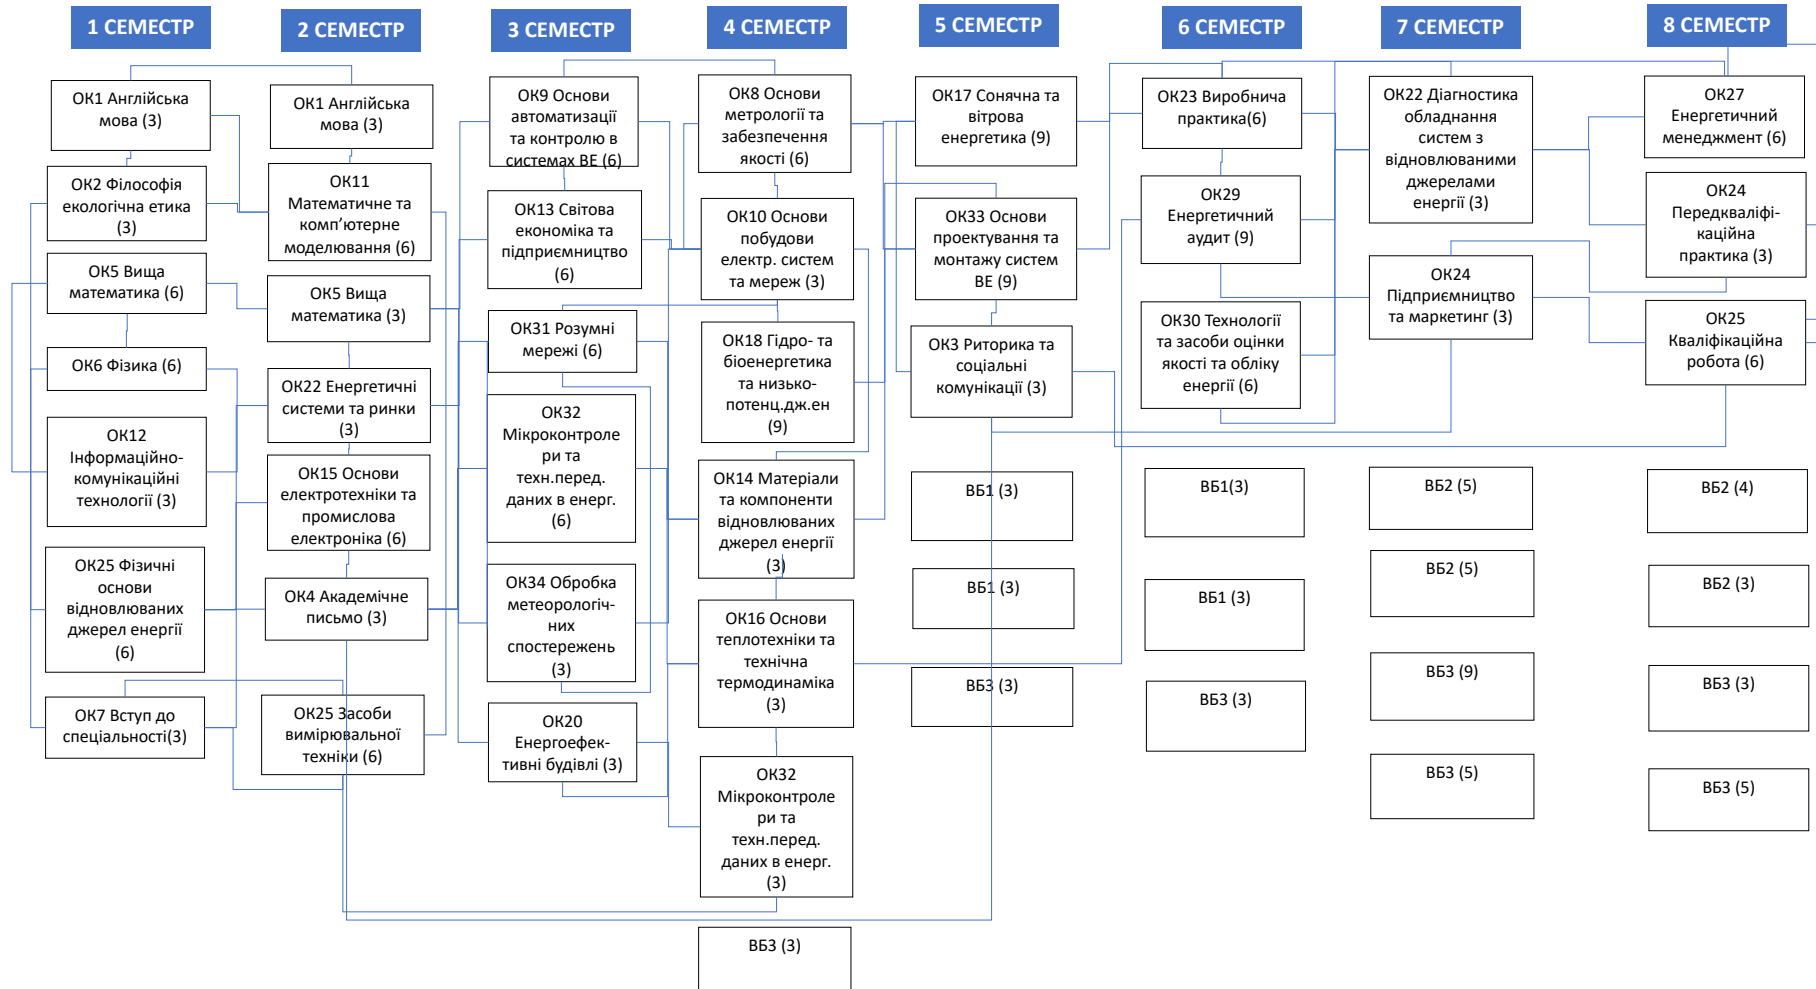 1 СЕМЕСТР
2 СЕМЕСТР
3 СЕМЕСТР
4 СЕМЕСТР
5 СЕМЕСТР
6 СЕМЕСТР
7 СЕМЕСТР
8 СЕМЕСТР
ОК1 Англійська
мова (3)
ОК2 Філософія
екологічна етика
(3)
ОК5 Вища
математика (6)
ОК6 Фізика (6)
ОК12
Інформаційно-
комунікаційні
технології (3)
ОК25 Фізичні
основи
відновлюваних
джерел енергії
(6)
ОК7 Вступ до
спеціальності(3)
ОК1 Англійська
мова (3)
ОК11
Математичне та
комп’ютерне
моделювання (6)
ОК5 Вища
математика (3)
ОК22 Енергетичні
системи та ринки
(3)
ОК15 Основи
електротехніки та
промислова
електроніка (6)
ОК4 Академічне
письмо (3)
ОК25 Засоби
вимірювальної
техніки (6)
ОК9 Основи
автоматизації
та контролю в
системах ВЕ (6)
ОК13 Світова
економіка та
підприємництво
(6)
ОК31 Розумні
мережі (6)
ОК32
Мікроконтроле
ри та
техн.перед.
даних в енерг.
(6)
ОК34 Обробка
метеорологіч-
них
спостережень
(3)
ОК20
Енергоефек-
тивні будівлі (3)
ОК8 Основи
метрології та
забезпечення
якості (6)
ОК10 Основи
побудови
електр. систем
та мереж (3)
ОК18 Гідро- та
біоенергетика
та низько-
потенц.дж.ен
(9)
ОК14 Матеріали
та компоненти
відновлюваних
джерел енергії
(3)
ОК16 Основи
теплотехніки та
технічна
термодинаміка
(3)
ОК32
Мікроконтроле
ри та
техн.перед.
даних в енерг.
(3)
ВБ3 (3)
ОК17 Сонячна та
вітрова
енергетика (9)
ОК33 Основи
проектування та
монтажу систем
ВЕ (9)
ОК3 Риторика та
соціальні
комунікації (3)
ВБ1 (3)
ВБ1 (3)
ВБ3 (3)
ОК23 Виробнича
практика(6)
ОК29
Енергетичний
аудит (9)
ОК30 Технології
та засоби оцінки
якості та обліку
енергії (6)
ВБ1(3)
ВБ1 (3)
ВБ3 (3)
ОК22 Діагностика
обладнання
систем з
відновлюваними
джерелами
енергії (3)
ОК24
Підприємництво
та маркетинг (3)
ВБ2 (5)
ВБ2 (5)
ВБ3 (9)
ВБ3 (5)
ОК27
Енергетичний
менеджмент (6)
ОК24
Передкваліфі-
каційна
практика (3)
ОК25
Кваліфікаційна
робота (6)
ВБ2 (4)
ВБ2 (3)
ВБ3 (3)
ВБ3 (5)